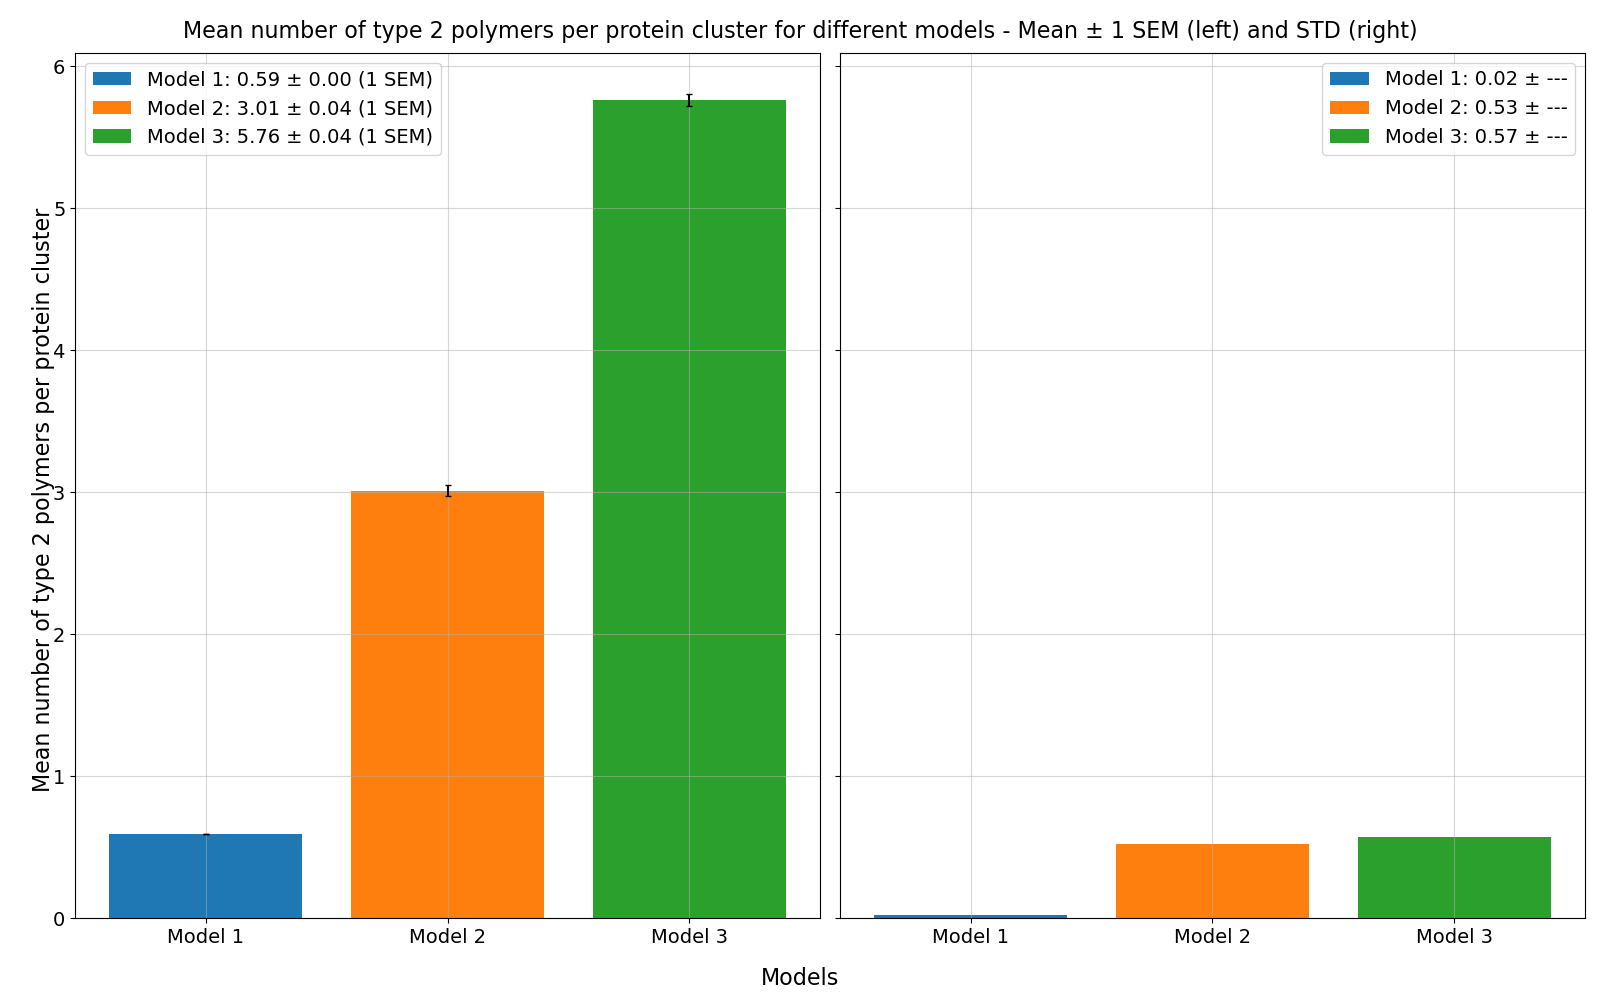 Mean number of type 2 polymers per protein cluster for different models - Mean ± 1 SEM (left) and STD (right)
Mean number of type 2 polymers per protein cluster
6
5
4
3
2
1
0
Model 1: 0.59 ± 0.00 (1 SEM)
Model 2: 3.01 ± 0.04 (1 SEM)
Model 3: 5.76 ± 0.04 (1 SEM)
Model 1
Model 2
Model 3
Model 1: 0.02 ± ---
Model 2: 0.53 ± ---
Model 3: 0.57 ± ---
Model 1
Model 2
Model 3
Models